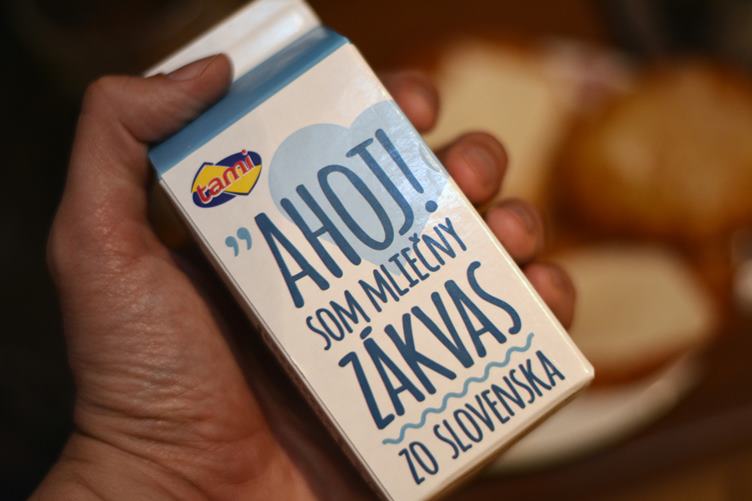 tami
"AHOJ!
SOM MLIEČNY
ZÁKVAS
ZO SLOVENSKA